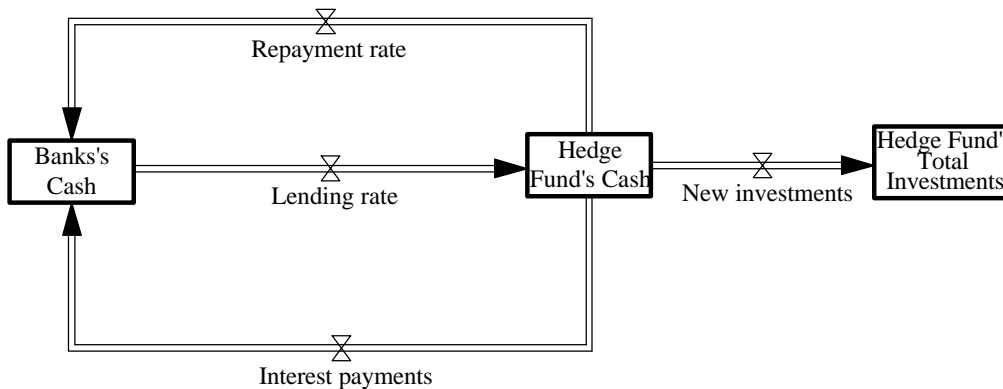 Repayment rate
Banks's
Cash
Lending rate
Hedge
Fund's Cash
New investments
Hedge Fund'
Total
Investments
Interest payments